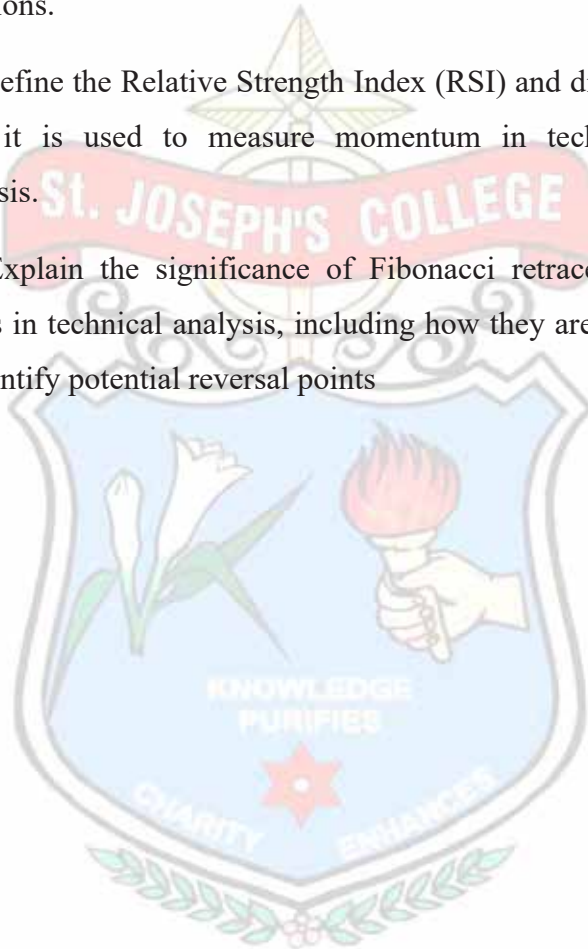 ions.
efine the Relative Strength Index (RSI) and d
it is used to measure momentum in tec
sis.
St. JOSEPH'S COLLEGE
Explain the significance of Fibonacci retrace
s in technical analysis, including how they are
ntify potential reversal points
KNOWLEDGE
PURIFIES
CHARITY ENHANCES